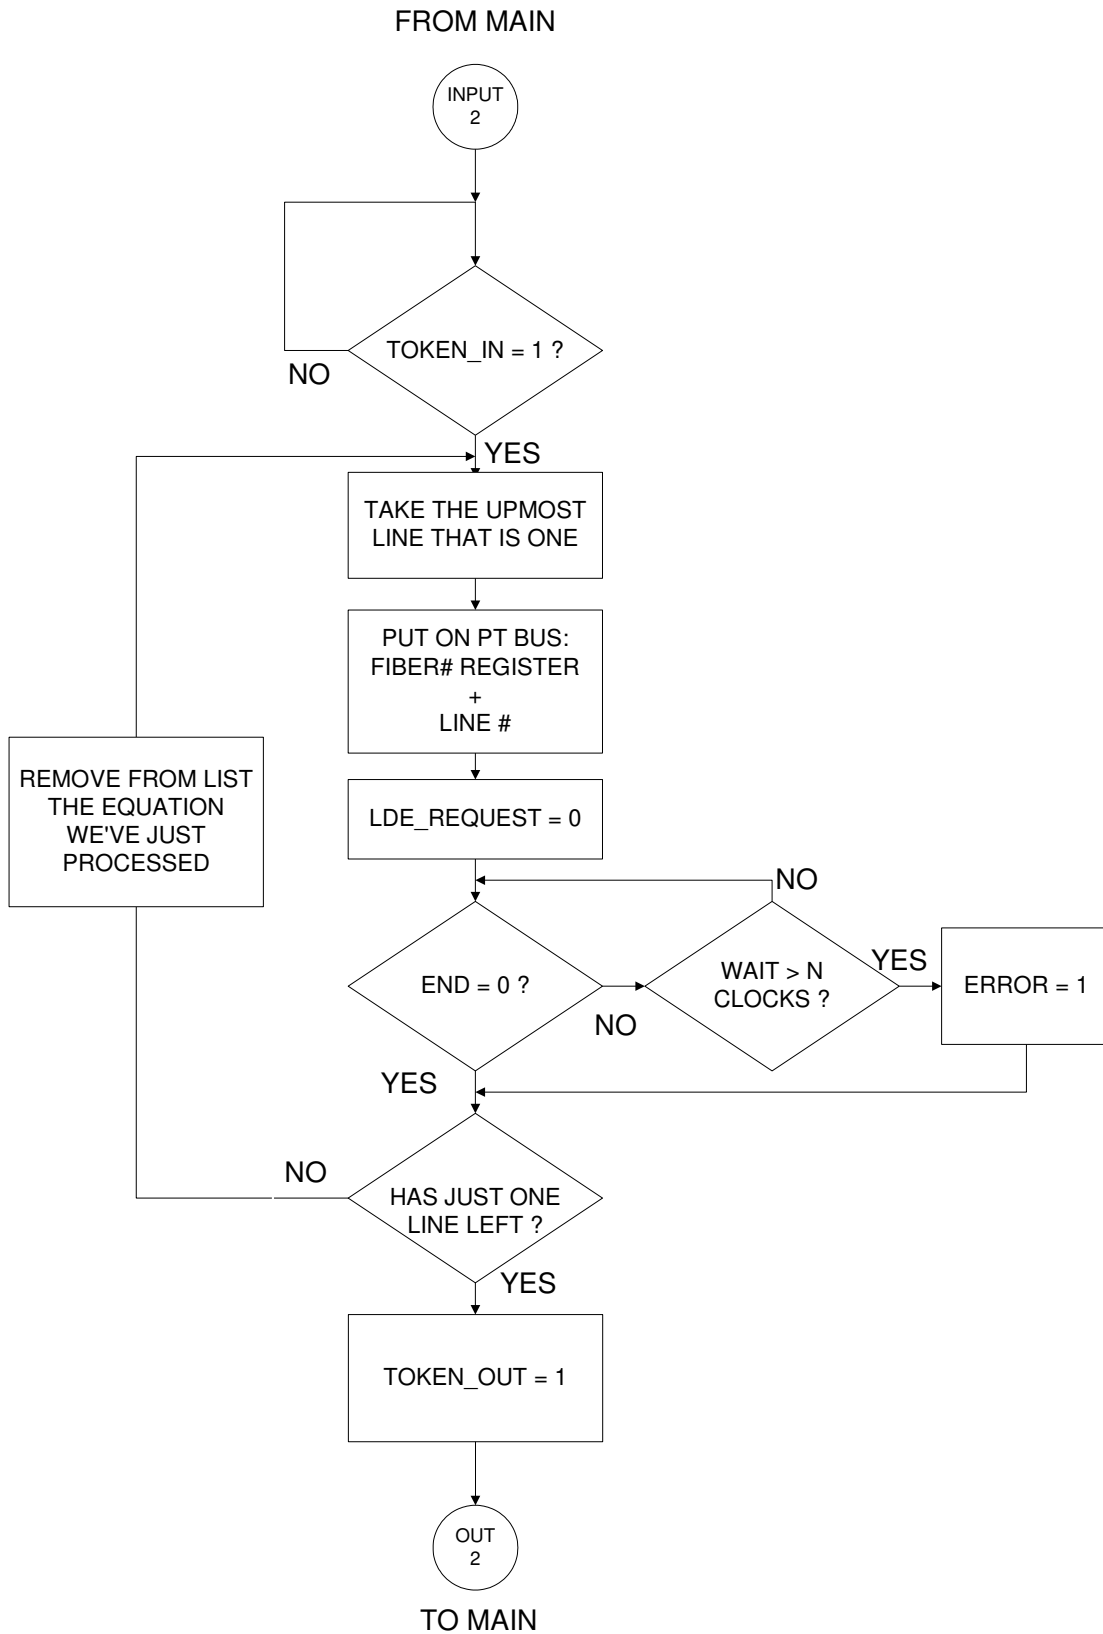 FROM MAIN
INPUT
2
TOKEN_IN = 1 ?
NO
YES
TAKE THE UPMOST
LINE THAT IS ONE
PUT ON PT BUS:
FIBER# REGISTER
+
LINE #
REMOVE FROM LIST
THE EQUATION
WE'VE JUST
PROCESSED
LDE_REQUEST = 0
NO
END = 0 ?
NO
WAIT > N
CLOCKS ?
YES
ERROR = 1
YES
NO
HAS JUST ONE
LINE LEFT ?
YES
TOKEN_OUT = 1
OUT
2
TO MAIN